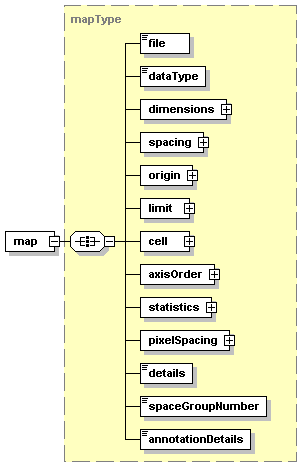 mapType
file
dataType
dimensions
spacing
origin
limit
map
cell
axisOrder
statistics
pixelSpacing
details
spaceGroupNumber
annotationDetails